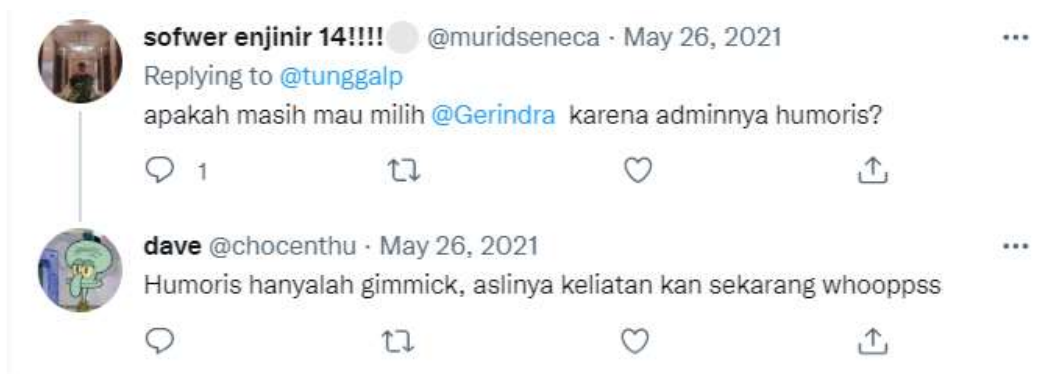 sofwer enjinir 14!!!! @muridseneca · May 26, 2021
Replying to @tunggalp
apakah masih mau milih @Gerindra karena adminnya humoris?
1
dave @chocenthu · May 26, 2021
Humoris hanyalah gimmick, aslinya keliatan kan sekarang whooppss